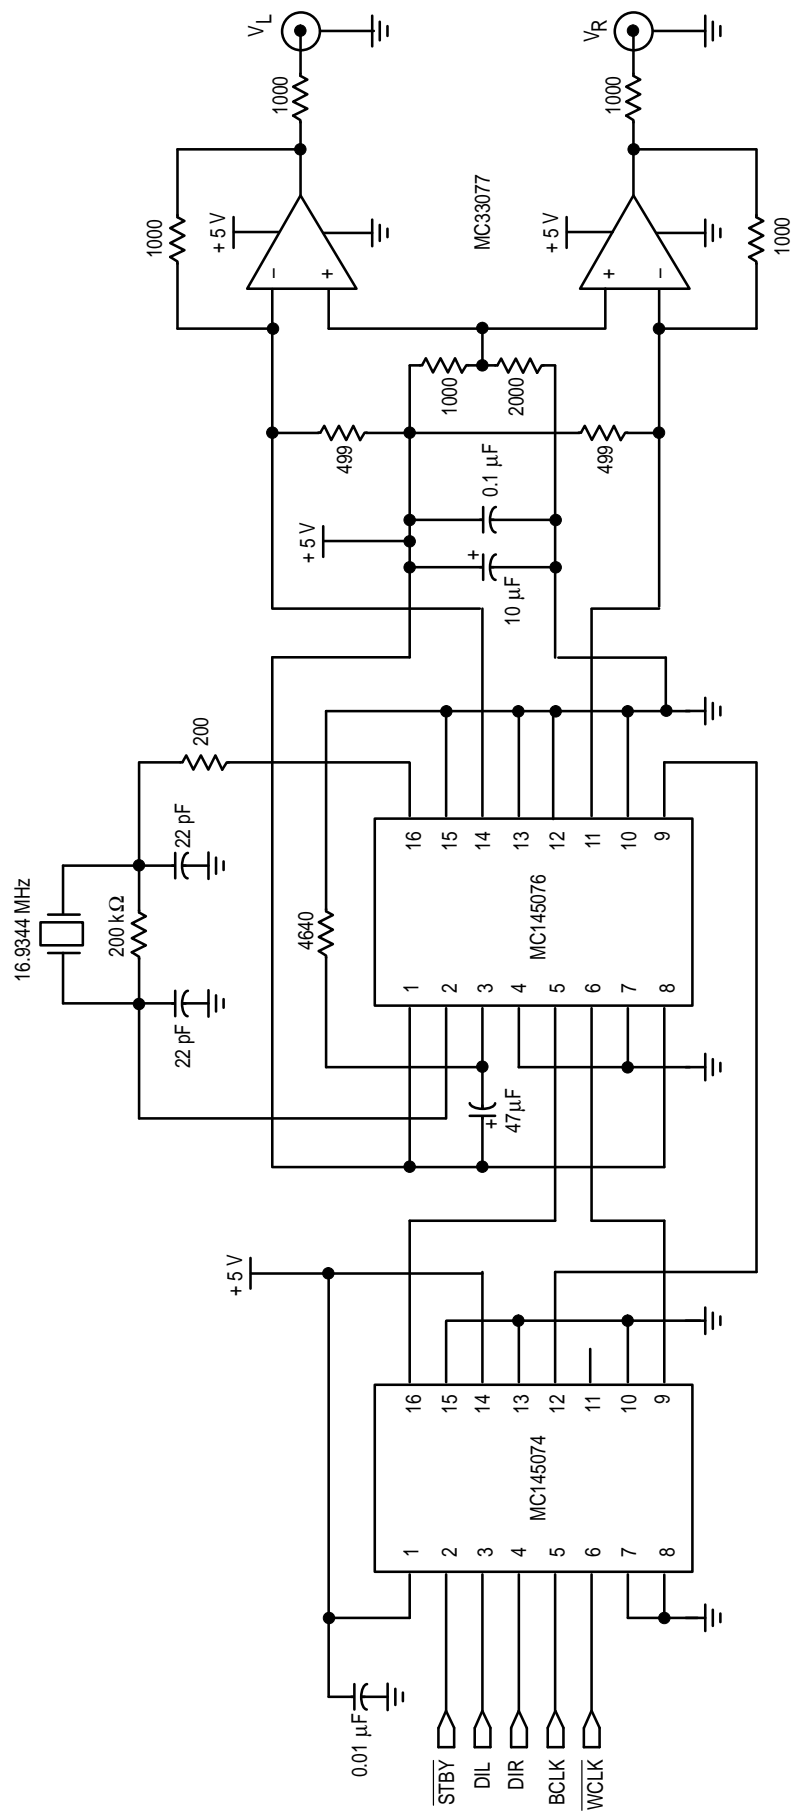 V_L
V_R
1000
1000
1000
+ 5 V
MC33077
+ 5 V
1000
–
+
+
–
1000
2000
499
499
+ 5 V
0.1 µF
+
10 µF
200
22 pF
16.9344 MHz
200 kΩ
22 pF
4640
16 15 14 13 12 11 10 9
MC145076
1 2 3 4 5 6 7 8
+
47µF
+ 5 V
16 15 14 13 12 11 10 9
MC145074
1 2 3 4 5 6 7 8
0.01 µF
STBY
DIL
DIR
BCLK
WCLK